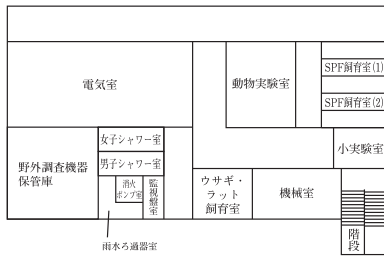 電気室
動物実験室
SPF飼育室(1)
SPF飼育室(2)
女子シャワー室
男子シャワー室
小実験室
野外調査機器
保管庫
消火
ポンプ室
監視盤室
ウサギ・
ラット
飼育室
機械室
階段
雨水ろ過器室